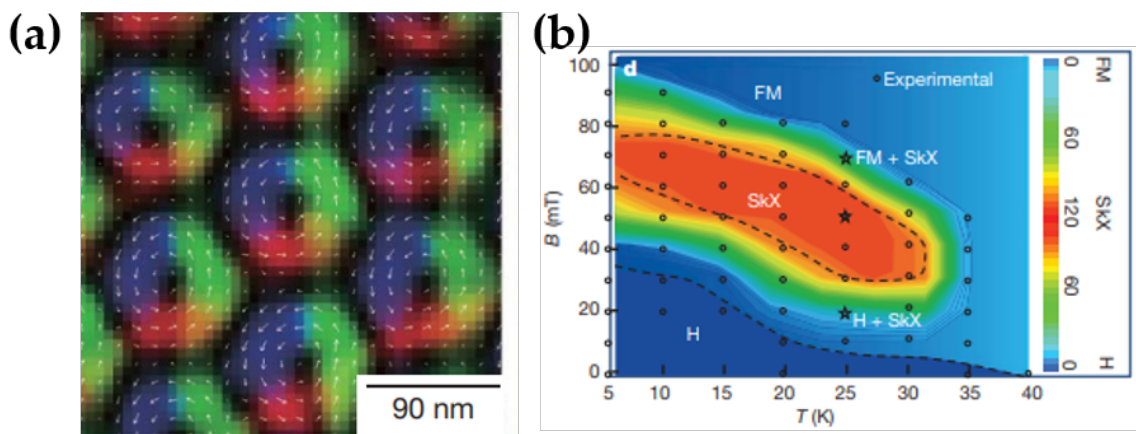 (a)
90 nm
(b)
d
Experimental
FM
FM + SkX
SkX
H + SkX
H
B (mT)
100
80
60
40
20
0
5 10 15 20 25 30 35 40
T (K)
0 60 120 60 0
FM SkX H